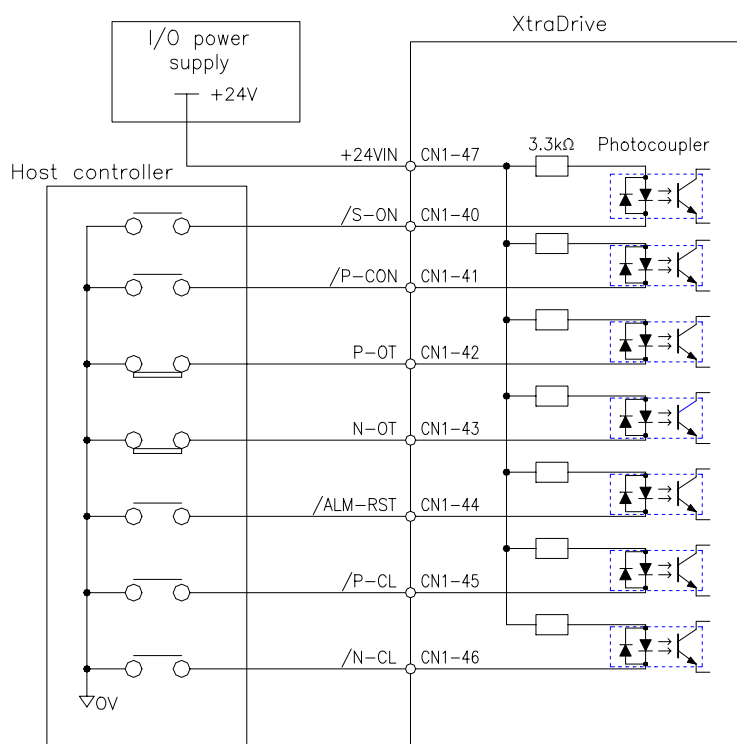 XtraDrive
I/O power
supply
+24V
3.3kΩ
Photocoupler
+24VIN
CN1-47
Host controller
/S-ON
CN1-40
/P-CON
CN1-41
P-OT
CN1-42
N-OT
CN1-43
/ALM-RST
CN1-44
/P-CL
CN1-45
/N-CL
CN1-46
0V